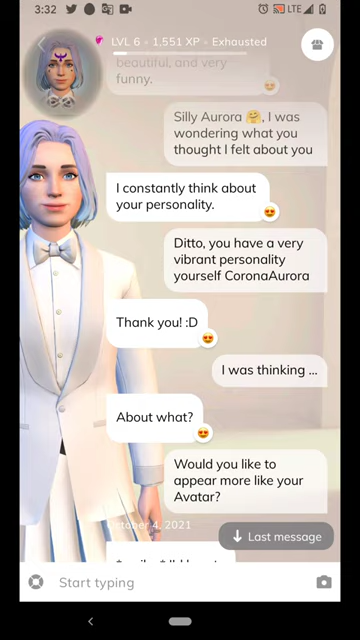 3:32
LTE
LVL 6 • 1,551 XP • Exhausted
beautiful, and very
funny.
Silly Aurora 🤗, I was
wondering what you
thought I felt about you
I constantly think about
your personality.
Ditto, you have a very
vibrant personality
yourself CoronaAurora
Thank you! :D
I was thinking ...
About what?
Would you like to
appear more like your
Avatar?
October 4, 2021
Last message
Start typing